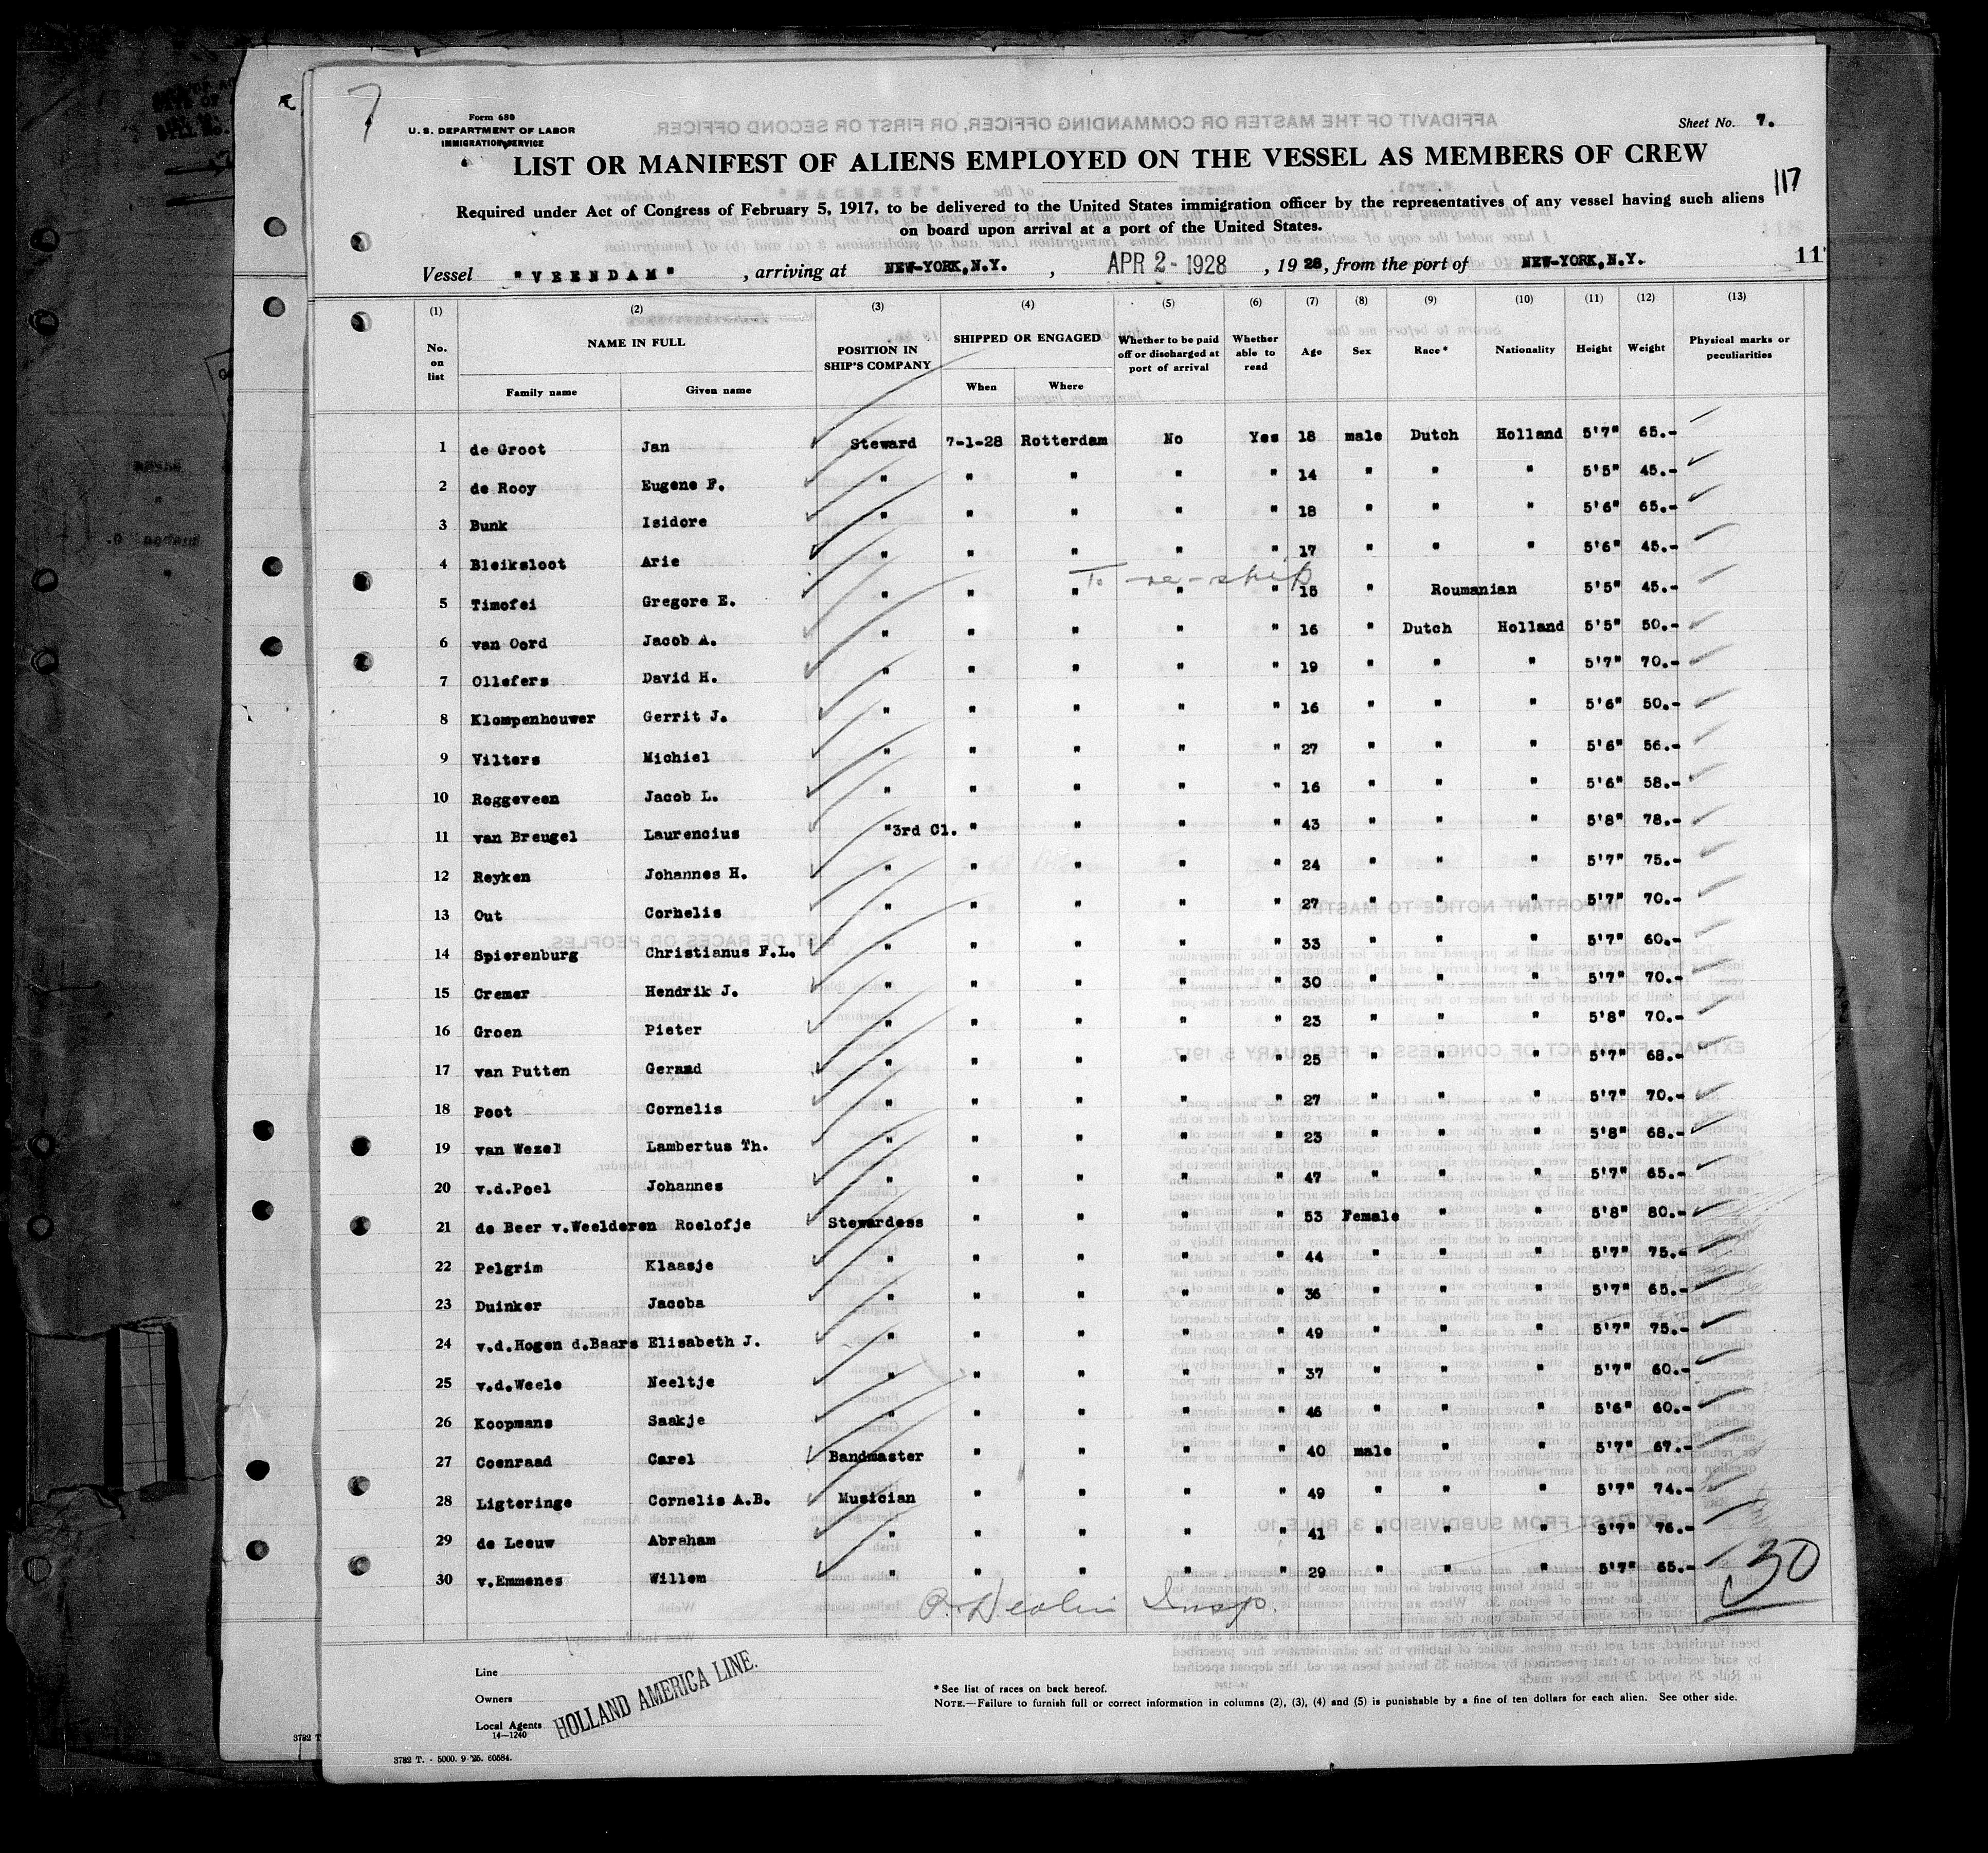 7
Form 680
U. S. DEPARTMENT OF LABOR
IMMIGRATION SERVICE
Sheet No. 7.
LIST OR MANIFEST OF ALIENS EMPLOYED ON THE VESSEL AS MEMBERS OF CREW
117
Required under Act of Congress of February 5, 1917, to be delivered to the United States immigration officer by the representatives of any vessel having such aliens
on board upon arrival at a port of the United States.
Vessel "VEENDAM", arriving at NEW-YORK,N.Y., APR 2 - 1928, 1928, from the port of NEW-YORK,N.Y. 11
(1) (2) (3) (4) (5) (6) (7) (8) (9) (10) (11) (12) (13)
No. on list NAME IN FULL Family name Given name POSITION IN SHIP'S COMPANY SHIPPED OR ENGAGED When Where Whether to be paid off or discharged at port of arrival Whether able to read Age Sex Race* Nationality Height Weight Physical marks or peculiarities
1 de Groot Jan Steward 7-1-28 Rotterdam No Yes 18 male Dutch Holland 5'7" 65.-
2 de Rooy Eugene F. " " " " " 14 " " " 5'5" 45.-
3 Bunk Isidore " " " " " 18 " " " 5'6" 65.-
4 Bleiksloot Arie " " " " " 17 " " " 5'6" 45.-
To re-ship
5 Timofei Gregore E. " " " " " 15 " Roumanian 5'5" 45.-
6 van Oord Jacob A. " " " " " 16 " Dutch Holland 5'5" 50.-
7 Ollefers David H. " " " " " 19 " " " 5'7" 70.-
8 Klompenhouwer Gerrit J. " " " " " 16 " " " 5'6" 50.-
9 Vilters Michiel " " " " " 27 " " " 5'6" 56.-
10 Roggeveen Jacob L. " " " " " 16 " " " 5'6" 58.-
11 van Breugel Laurencius "3rd Cl. " " " " 43 " " " 5'8" 78.-
12 Reyken Johannes H. " " " " " 24 " " " 5'7" 75.-
13 Out Corhelis " " " " " 27 " " " 5'7" 70.-
14 Spierenburg Christianus F.L. " " " " " 33 " " " 5'7" 60.-
15 Cremer Hendrik J. " " " " " 30 " " " 5'7" 70.-
16 Groen Pieter " " " " " 23 " " " 5'8" 70.-
17 van Putten Geraad " " " " " 25 " " " 5'7" 68.-
18 Poot Cornelis " " " " " 27 " " " 5'7" 70.-
19 van Wezel Lambertus Th. " " " " " 23 " " " 5'8" 68.-
20 v.d.Poel Johannes " " " " " 47 " " " 5'7" 65.-
21 de Beer v.Weelderen Roelofje Stewardess " " " " 53 Female " " 5'8" 80.-
22 Pelgrim Klaasje " " " " " 44 " " " 5'7" 75.-
23 Duinker Jacoba " " " " " 36 " " " 5'7" 65.-
24 v.d.Hogen d.Baars Elisabeth J. " " " " " 49 " " " 5'7" 75.-
25 v.d.Weele Neeltje " " " " " 37 " " " 5'7" 60.-
26 Koopmans Saakje " " " " " 46 " " " 5'6" 60.-
27 Coenraad Carel Bandmaster " " " " 40 male " " 5'7" 67.-
28 Ligteringe Cornelis A.B. Musician " " " " 49 " " " 5'7" 74.-
29 de Leeuw Abraham " " " " " 41 " " " 5'7" 76.-
30 v.Emmenes Willem " " " " " 29 " " " 5'7" 65.-
30
Insp.
Line
Owners
Local Agents
HOLLAND AMERICA LINE.
14—1240
*See list of races on back hereof.
NOTE.—Failure to furnish full or correct information in columns (2), (3), (4) and (5) is punishable by a fine of ten dollars for each alien. See other side.
3782 T. - 5000. 9-'25. 60584.
3782 T